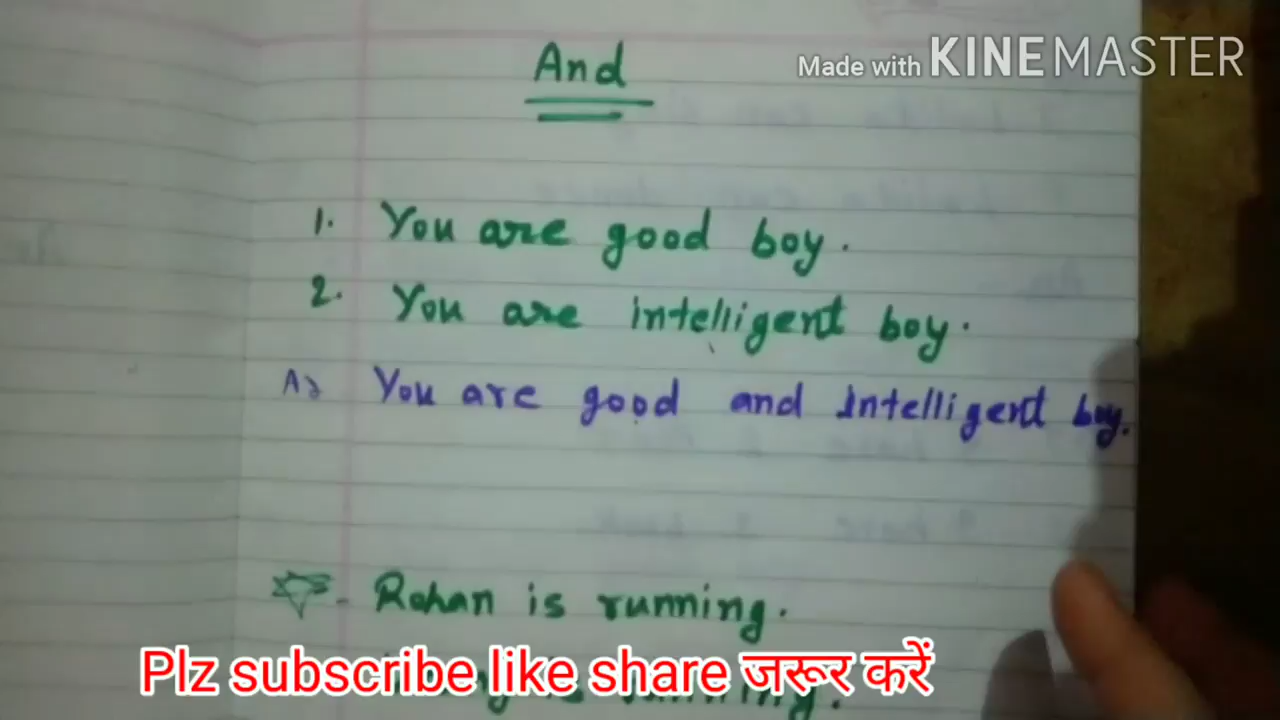 And
Made with KINEMASTER
1. You are good boy.
2. You are intelligent boy.
A> You are good and intelligent boy.
Rohan is running.
Plz subscribe like share जरूर करें